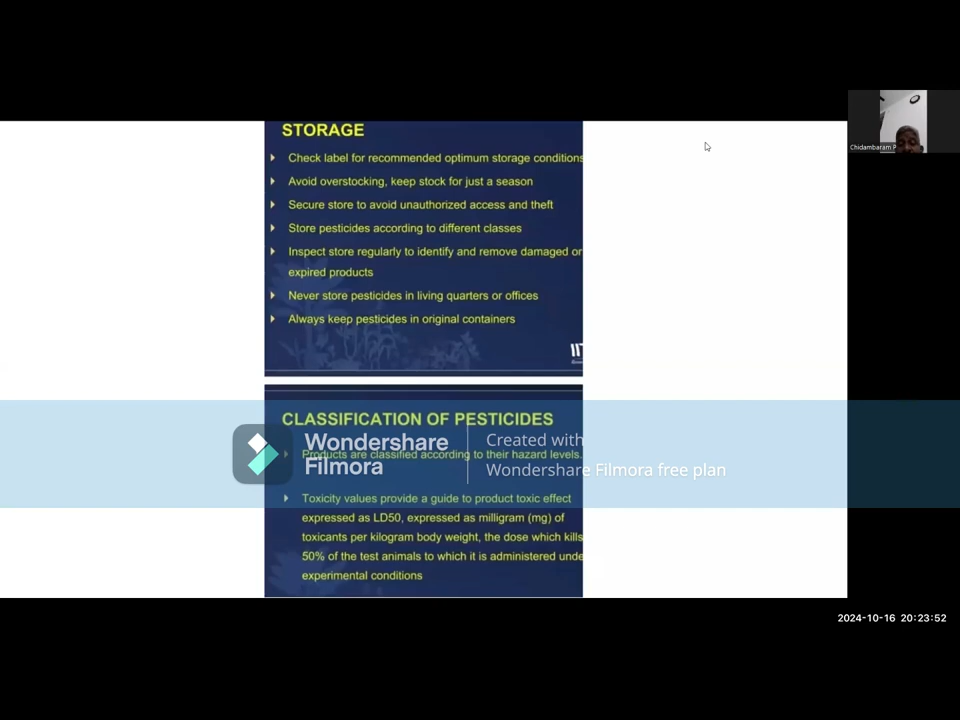 STORAGE
Check label for recommended optimum storage conditions
Avoid overstocking, keep stock for just a season
Secure store to avoid unauthorized access and theft
Store pesticides according to different classes
Inspect store regularly to identify and remove damaged or
expired products
Never store pesticides in living quarters or offices
Always keep pesticides in original containers
CLASSIFICATION OF PESTICIDES
Products are classified according to their hazard levels.
Toxicity values provide a guide to product toxic effect
expressed as LD50, expressed as milligram (mg) of
toxicants per kilogram body weight, the dose which kills
50% of the test animals to which it is administered unde
experimental conditions
Wondershare
Filmora
Created with
Wondershare Filmora free plan
Chidambaram P
2024-10-16 20:23:52